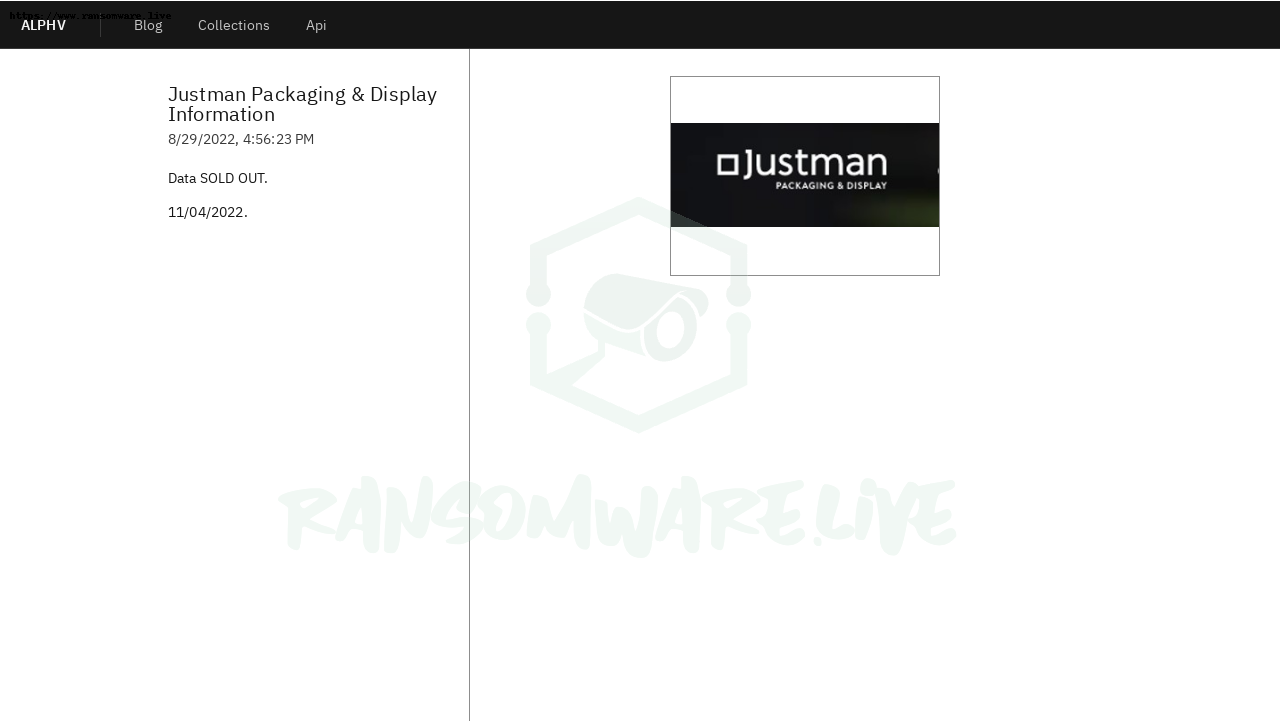 https://www.ransomware.live
ALPHV
Blog
Collections
Api
Justman Packaging & Display
Information
8/29/2022, 4:56:23 PM
Data SOLD OUT.
11/04/2022.
Justman
PACKAGING & DISPLAY
RANSOMWARE.LIVE